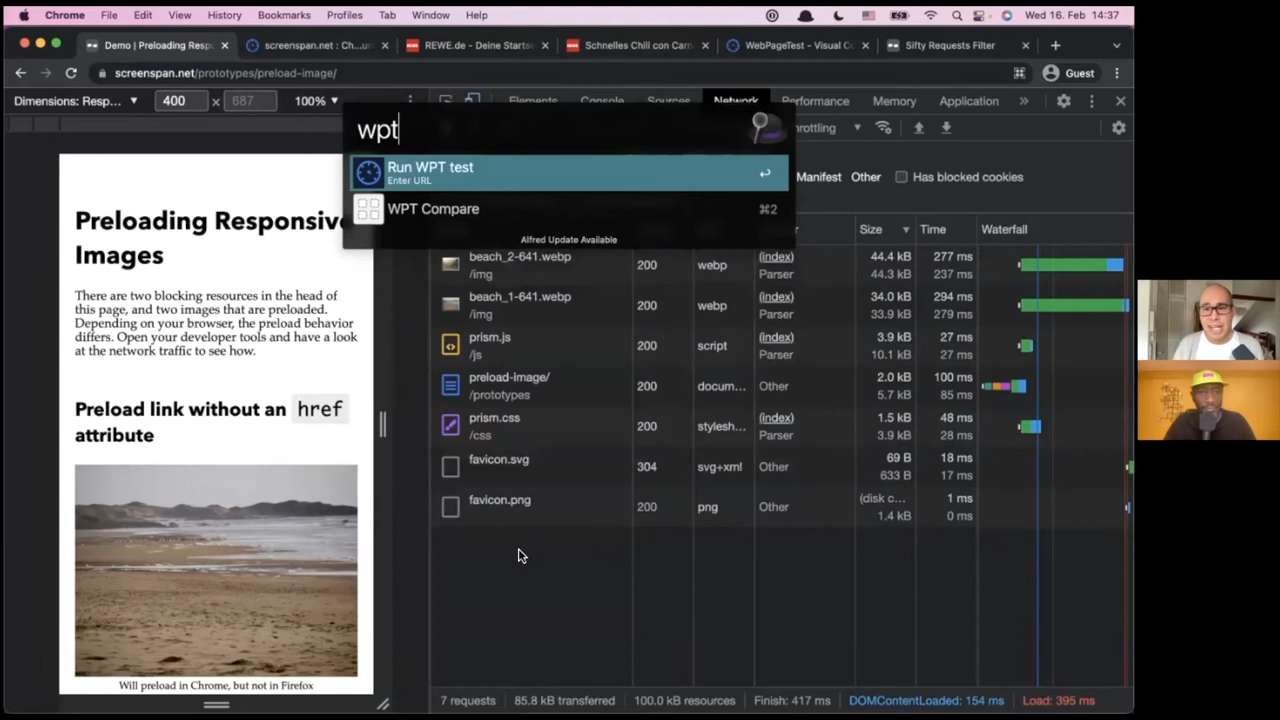 Chrome File Edit View History Bookmarks Profiles Tab Window Help Wed 16. Feb 14:37
Demo | Preloading Respo
screenspan.net : Ch...ur
REWE.de - Deine Startse
Schnelles Chili con Carn
WebPageTest - Visual Co
Sifty Requests Filter
screenspan.net/prototypes/preload-image/ Guest
Dimensions: Resp... 400 × 687 100%
Elements Console Sources Network Performance Memory Application
wpt
Run WPT test
Enter URL
WPT Compare ⌘2
Alfred Update Available
hrottling
Manifest Other Has blocked cookies
Size Time Waterfall
beach_2-641.webp 200 webp (index) 44.4 kB 277 ms
/img Parser 44.3 kB 237 ms
beach_1-641.webp 200 webp (index) 34.0 kB 294 ms
/img Parser 33.9 kB 279 ms
prism.js 200 script (index) 3.9 kB 27 ms
/js Parser 10.1 kB 27 ms
preload-image/ 200 docum... Other 2.0 kB 100 ms
/prototypes 5.7 kB 85 ms
prism.css 200 stylesh... (index) 1.5 kB 48 ms
/css Parser 3.9 kB 28 ms
favicon.svg 304 svg+xml Other 69 B 18 ms
633 B 17 ms
favicon.png 200 png Other (disk c... 1 ms
1.4 kB 0 ms
7 requests 85.8 kB transferred 100.0 kB resources Finish: 417 ms DOMContentLoaded: 154 ms Load: 395 ms
Preloading Responsive
Images
There are two blocking resources in the head of
this page, and two images that are preloaded.
Depending on your browser, the preload behavior
differs. Open your developer tools and have a look
at the network traffic to see how.
Preload link without an href
attribute
Will preload in Chrome, but not in Firefox